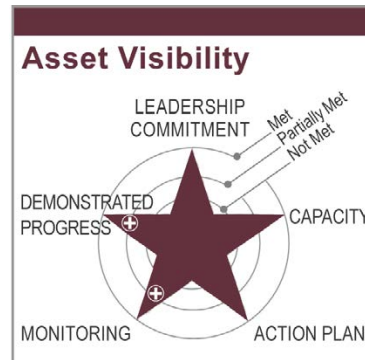 Asset Visibility
LEADERSHIP
COMMITMENT
Met
Partially Met
Not Met
DEMONSTRATED
PROGRESS
CAPACITY
MONITORING
ACTION PLAN